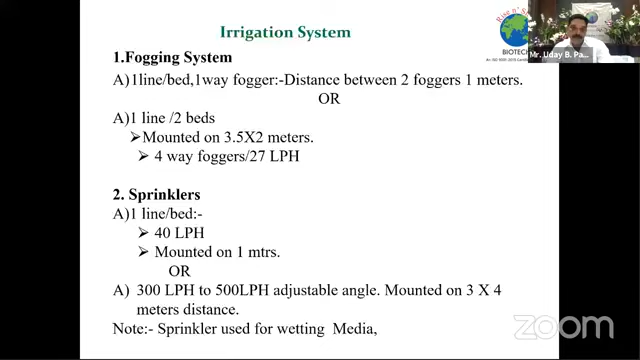 Irrigation System
Rise n' S
BIOTECH
Mr. Uday B. Pa...
1.Fogging System
A)1line/bed,1way fogger:-Distance between 2 foggers 1 meters.
OR
A)1 line /2 beds
➢Mounted on 3.5X2 meters.
➢ 4 way foggers/27 LPH
2. Sprinklers
A)1 line/bed:-
➢ 40 LPH
➢ Mounted on 1 mtrs.
OR
A) 300 LPH to 500LPH adjustable angle. Mounted on 3 X 4
meters distance.
Note:- Sprinkler used for wetting Media,
zoom